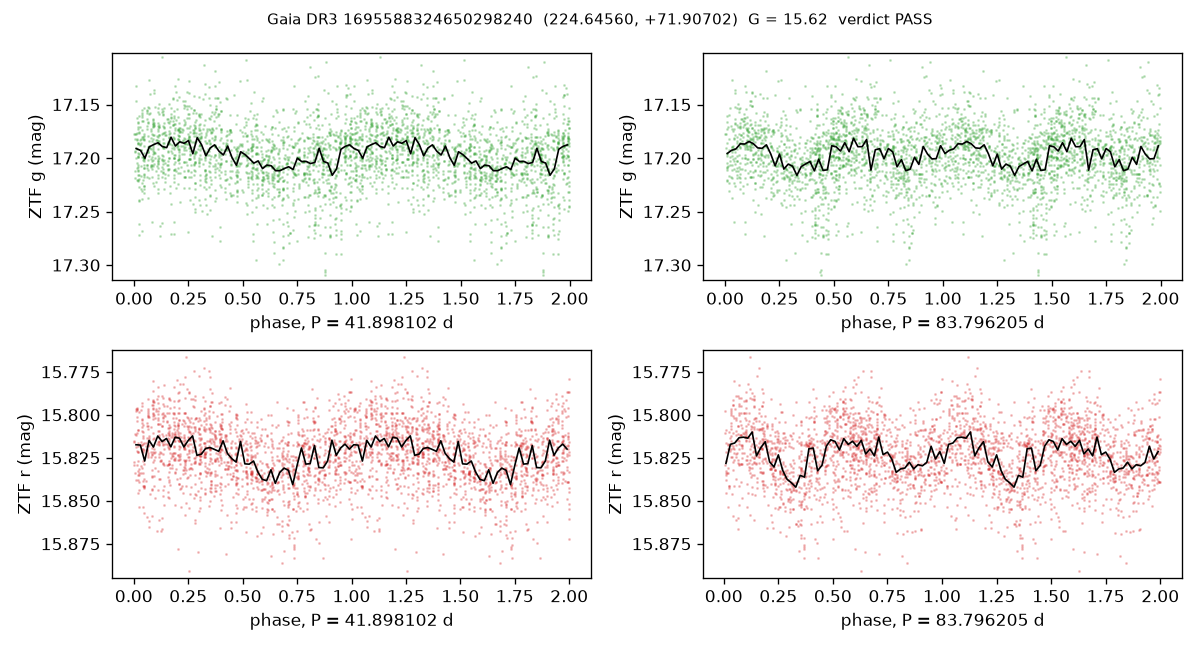 Gaia DR3 1695588324650298240 (224.64560, +71.90702) G = 15.62 verdict PASS
ZTF g (mag)
17.15
17.20
17.25
17.30
0.00 0.25 0.50 0.75 1.00 1.25 1.50 1.75 2.00
phase, P = 41.898102 d
ZTF g (mag)
17.15
17.20
17.25
17.30
0.00 0.25 0.50 0.75 1.00 1.25 1.50 1.75 2.00
phase, P = 83.796205 d
ZTF r (mag)
15.775
15.800
15.825
15.850
15.875
0.00 0.25 0.50 0.75 1.00 1.25 1.50 1.75 2.00
phase, P = 41.898102 d
ZTF r (mag)
15.775
15.800
15.825
15.850
15.875
0.00 0.25 0.50 0.75 1.00 1.25 1.50 1.75 2.00
phase, P = 83.796205 d